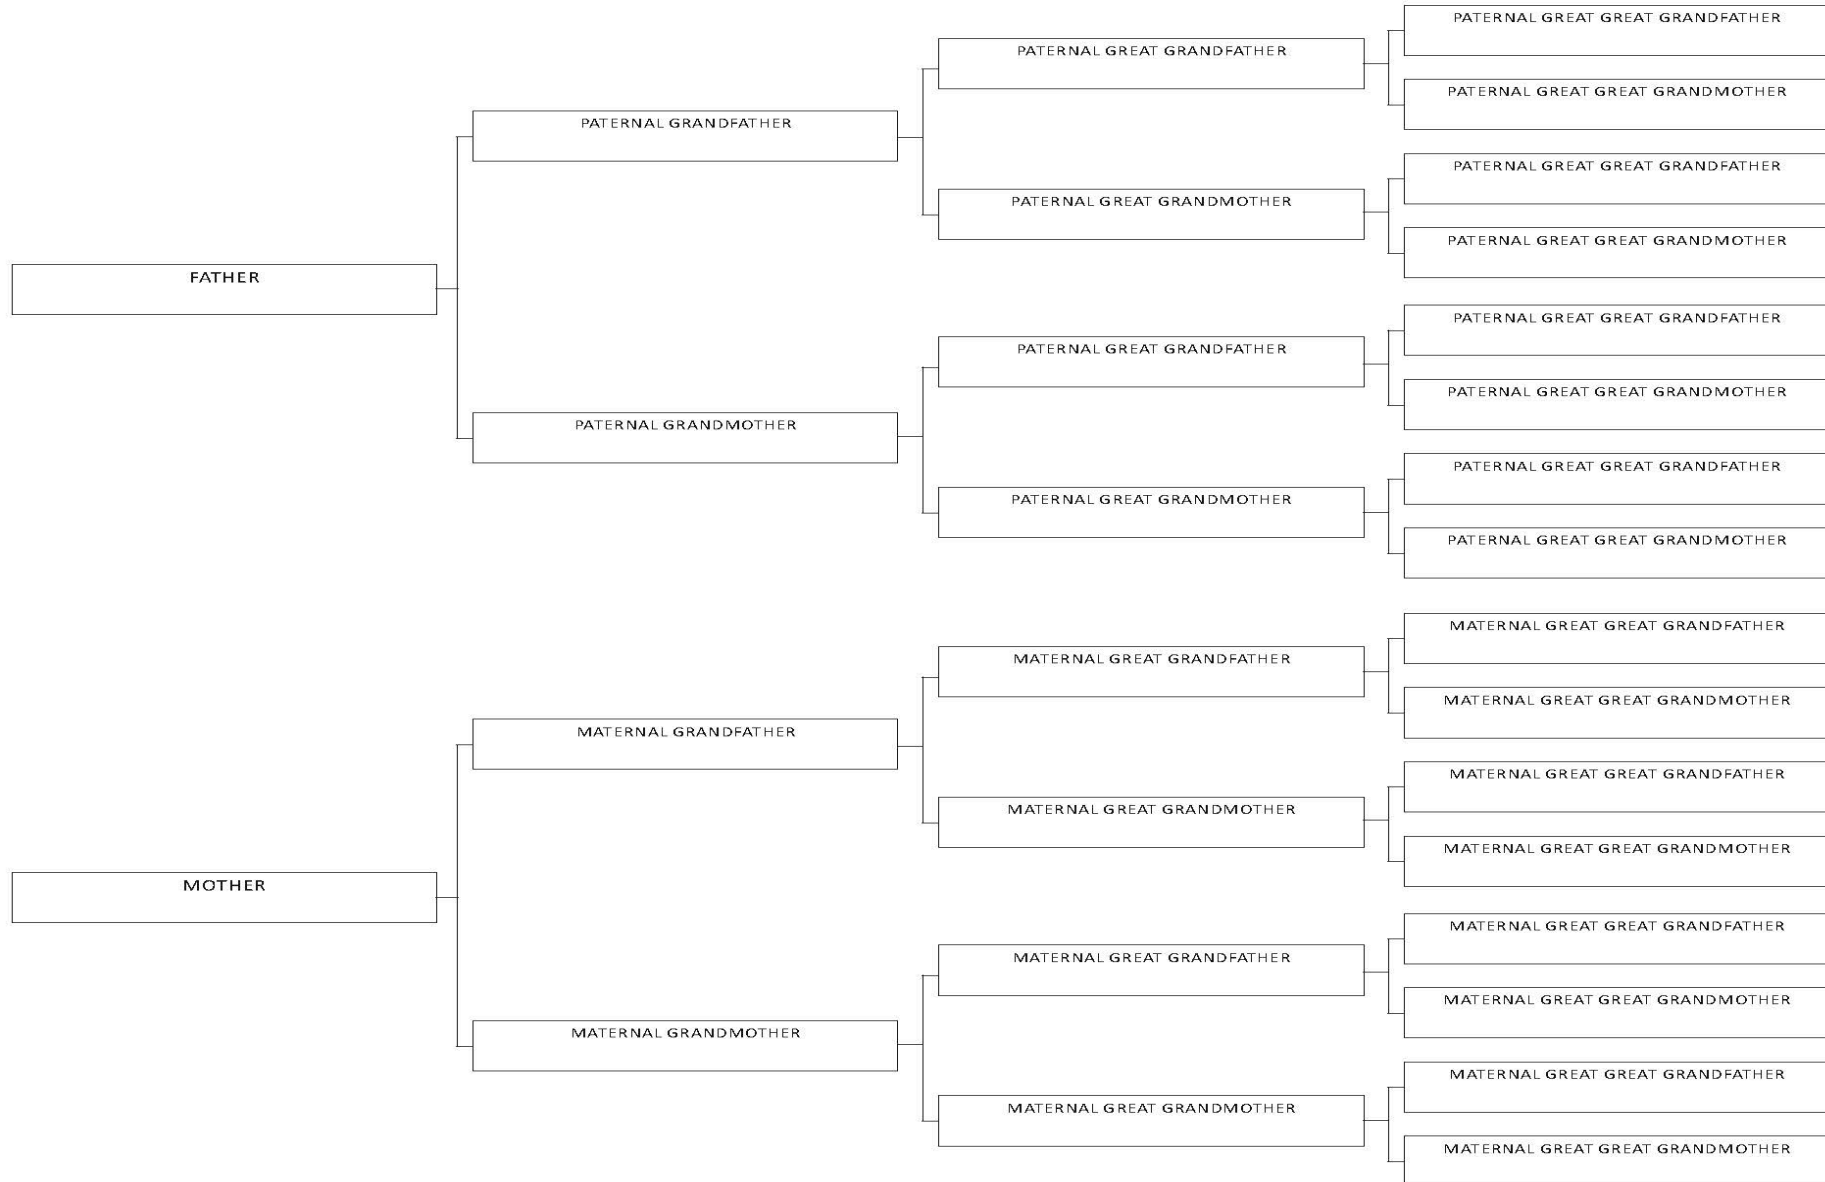 PATERNAL GREAT GREAT GRANDFATHER
PATERNAL GREAT GRANDFATHER
PATERNAL GREAT GREAT GRANDMOTHER
PATERNAL GRANDFATHER
PATERNAL GREAT GREAT GRANDFATHER
PATERNAL GREAT GRANDMOTHER
PATERNAL GREAT GREAT GRANDMOTHER
FATHER
PATERNAL GREAT GREAT GRANDFATHER
PATERNAL GREAT GRANDFATHER
PATERNAL GREAT GREAT GRANDMOTHER
PATERNAL GRANDMOTHER
PATERNAL GREAT GREAT GRANDFATHER
PATERNAL GREAT GRANDMOTHER
PATERNAL GREAT GREAT GRANDMOTHER
MATERNAL GREAT GREAT GRANDFATHER
MATERNAL GREAT GRANDFATHER
MATERNAL GREAT GREAT GRANDMOTHER
MATERNAL GRANDFATHER
MATERNAL GREAT GREAT GRANDFATHER
MATERNAL GREAT GRANDMOTHER
MATERNAL GREAT GREAT GRANDMOTHER
MOTHER
MATERNAL GREAT GREAT GRANDFATHER
MATERNAL GREAT GRANDFATHER
MATERNAL GREAT GREAT GRANDMOTHER
MATERNAL GRANDMOTHER
MATERNAL GREAT GREAT GRANDFATHER
MATERNAL GREAT GRANDMOTHER
MATERNAL GREAT GREAT GRANDMOTHER